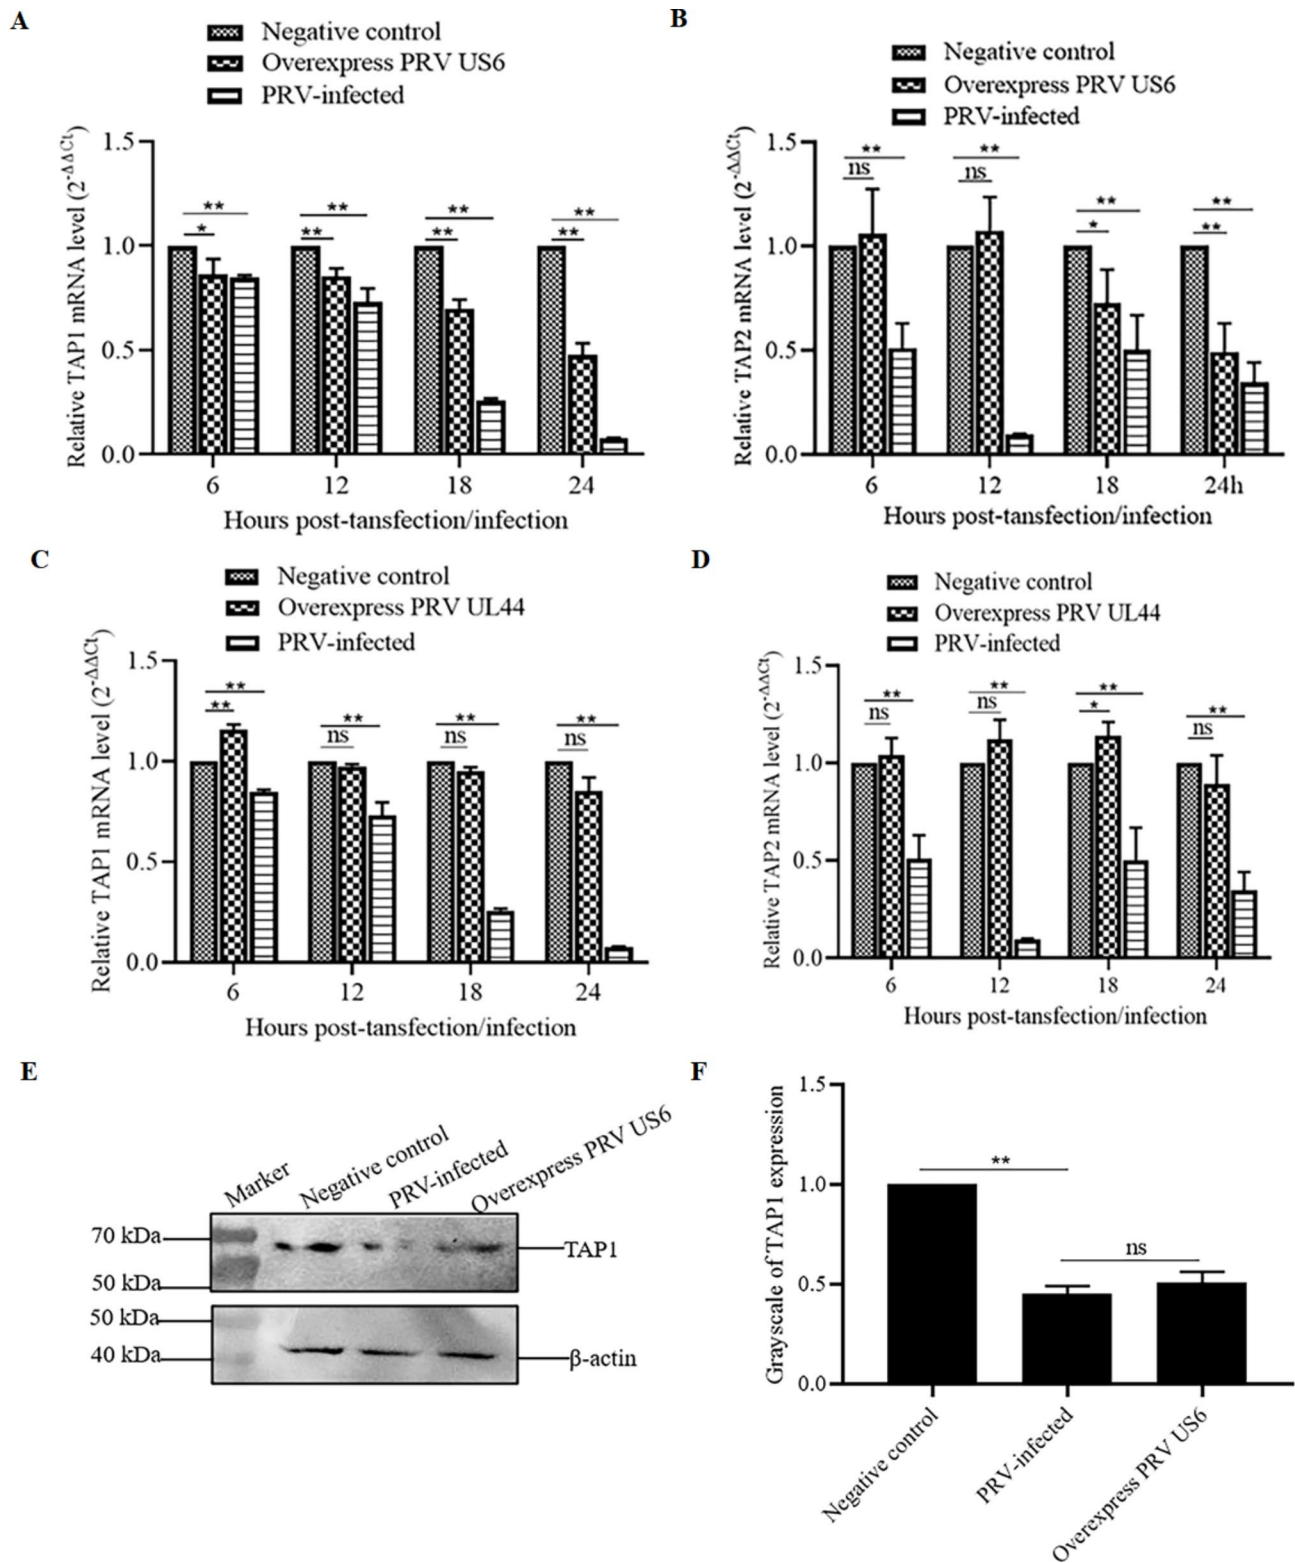 A
Negative control
Overexpress PRV US6
PRV-infected
Relative TAP1 mRNA level (2-ΔΔCt)
1.5
1.0
0.5
0.0
** ** ** **
* ** ** **
6 12 18 24
Hours post-tansfection/infection
B
Negative control
Overexpress PRV US6
PRV-infected
Relative TAP2 mRNA level (2-ΔΔCt)
1.5
1.0
0.5
0.0
** ** ** **
ns ns * **
6 12 18 24h
Hours post-tansfection/infection
C
Negative control
Overexpress PRV UL44
PRV-infected
Relative TAP1 mRNA level (2-ΔΔCt)
1.5
1.0
0.5
0.0
** ** ** **
** ns ns ns
6 12 18 24
Hours post-tansfection/infection
D
Negative control
Overexpress PRV UL44
PRV-infected
Relative TAP2 mRNA level (2-ΔΔCt)
1.5
1.0
0.5
0.0
** ** ** **
ns ns * ns
6 12 18 24
Hours post-tansfection/infection
E
Marker
Negative control
PRV-infected
Overexpress PRV US6
70 kDa
TAP1
50 kDa
50 kDa
40 kDa
β-actin
F
Grayscale of TAP1 expression
1.5
1.0
0.5
0.0
**
ns
Negative control
PRV-infected
Overexpress PRV US6